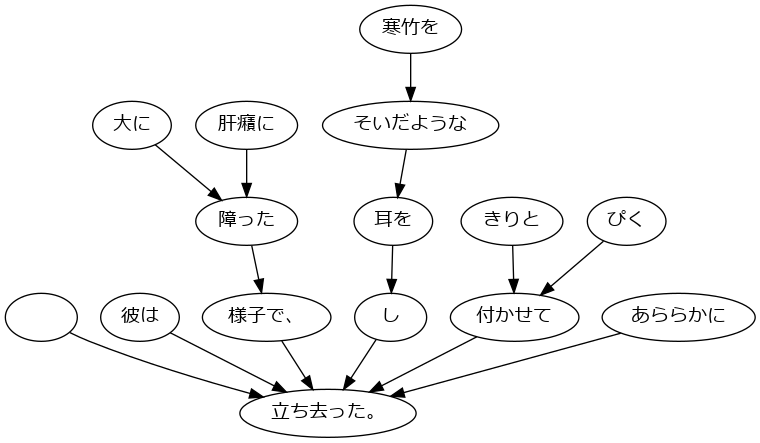 寒竹を
大に
肝癪に
そいだような
障った
耳を
きりと
ぴく
彼は
様子で、
し
付かせて
あららかに
立ち去った。